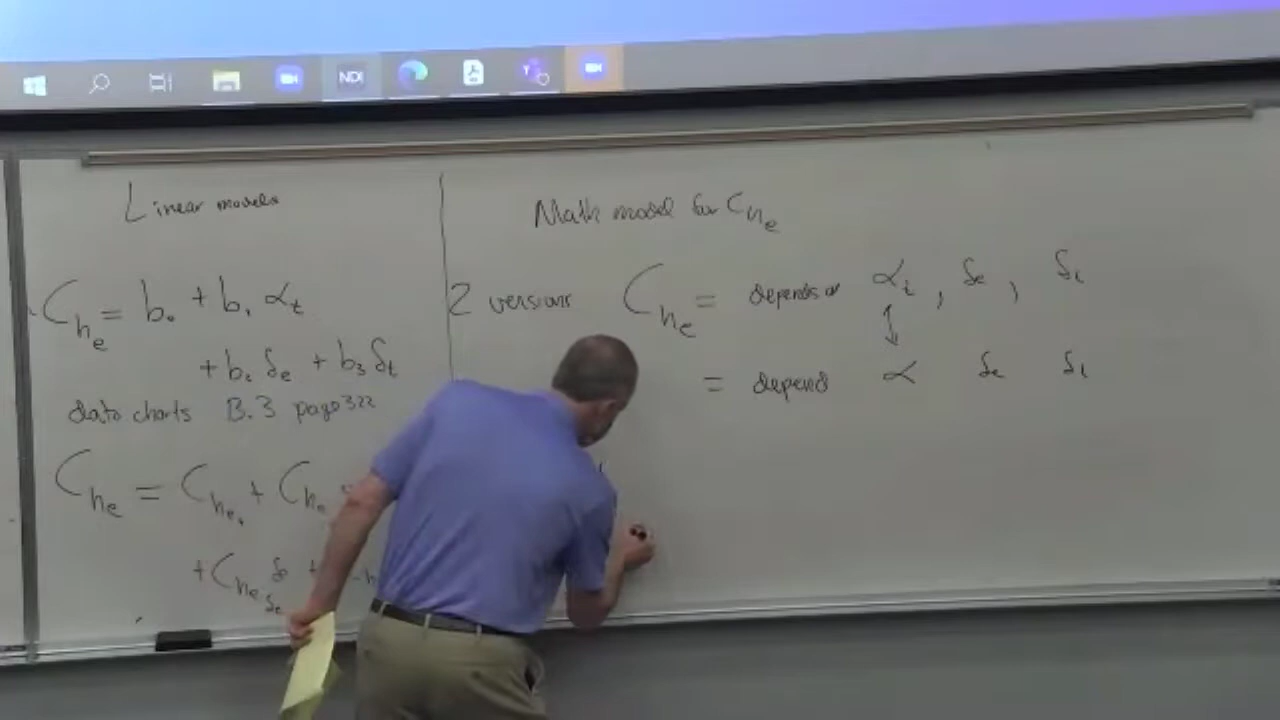 Linear models
C_he = b₀ + b₁ α_t
+ b₂ δ_e + b₃ δ_t
data charts B.3 page 322
C_he = C_he₀ + C_he
+ C_he_δe δ
Math model for C_he
2 versions C_he = depends on α_t , δ_e , δ_t
= depend α δ_e δ_t
NDI